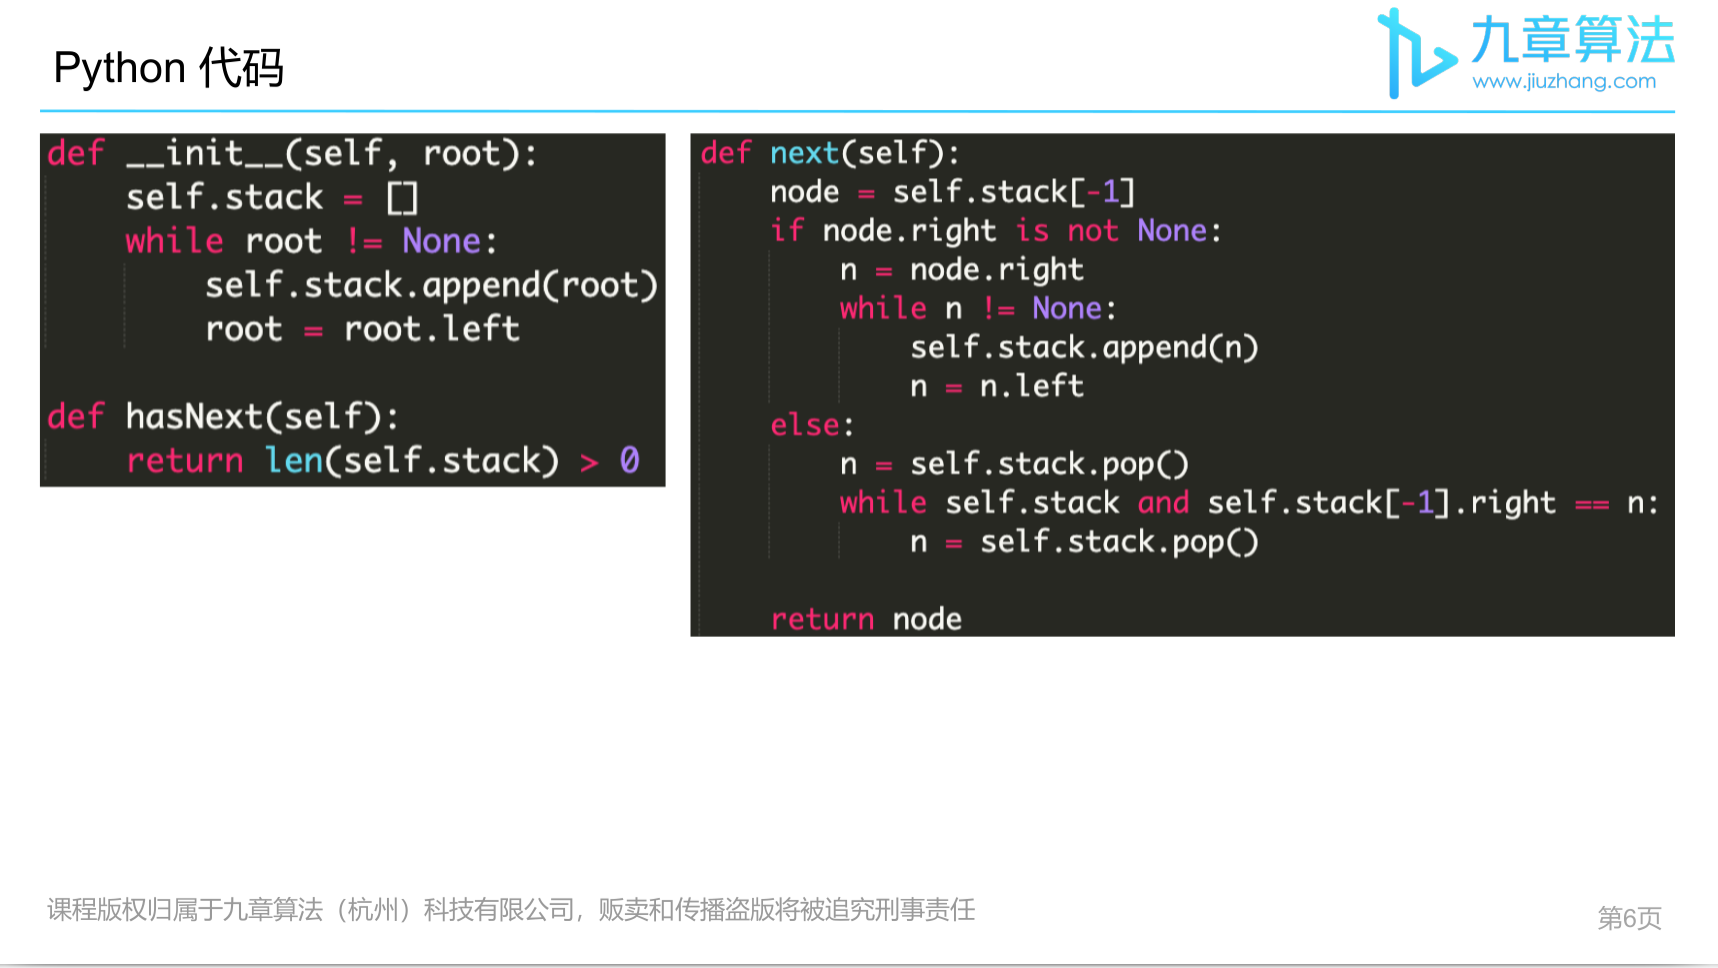 Python 代码
九章算法
www.jiuzhang.com
def __init__(self, root):
    self.stack = []
    while root != None:
        self.stack.append(root)
        root = root.left
def hasNext(self):
    return len(self.stack) > 0
def next(self):
    node = self.stack[-1]
    if node.right is not None:
        n = node.right
        while n != None:
            self.stack.append(n)
            n = n.left
    else:
        n = self.stack.pop()
        while self.stack and self.stack[-1].right == n:
            n = self.stack.pop()
    return node
课程版权归属于九章算法（杭州）科技有限公司，贩卖和传播盗版将被追究刑事责任
第6页